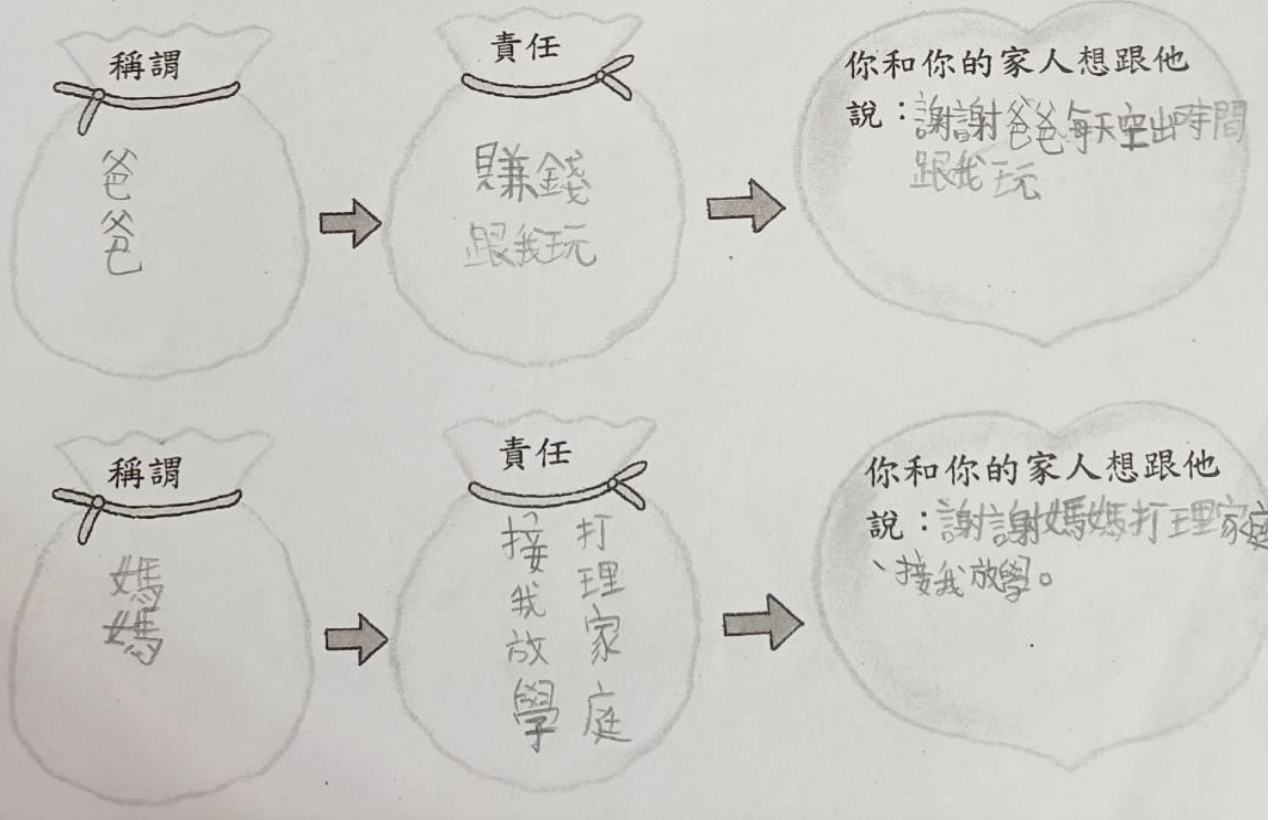 稱謂
爸爸
責任
賺錢
跟我玩
你和你的家人想跟他
說：謝謝爸爸每天空出時間
跟我玩
稱謂
媽媽
責任
打理家庭
接我放學
你和你的家人想跟他
說：謝謝媽媽打理家庭
、接我放學。